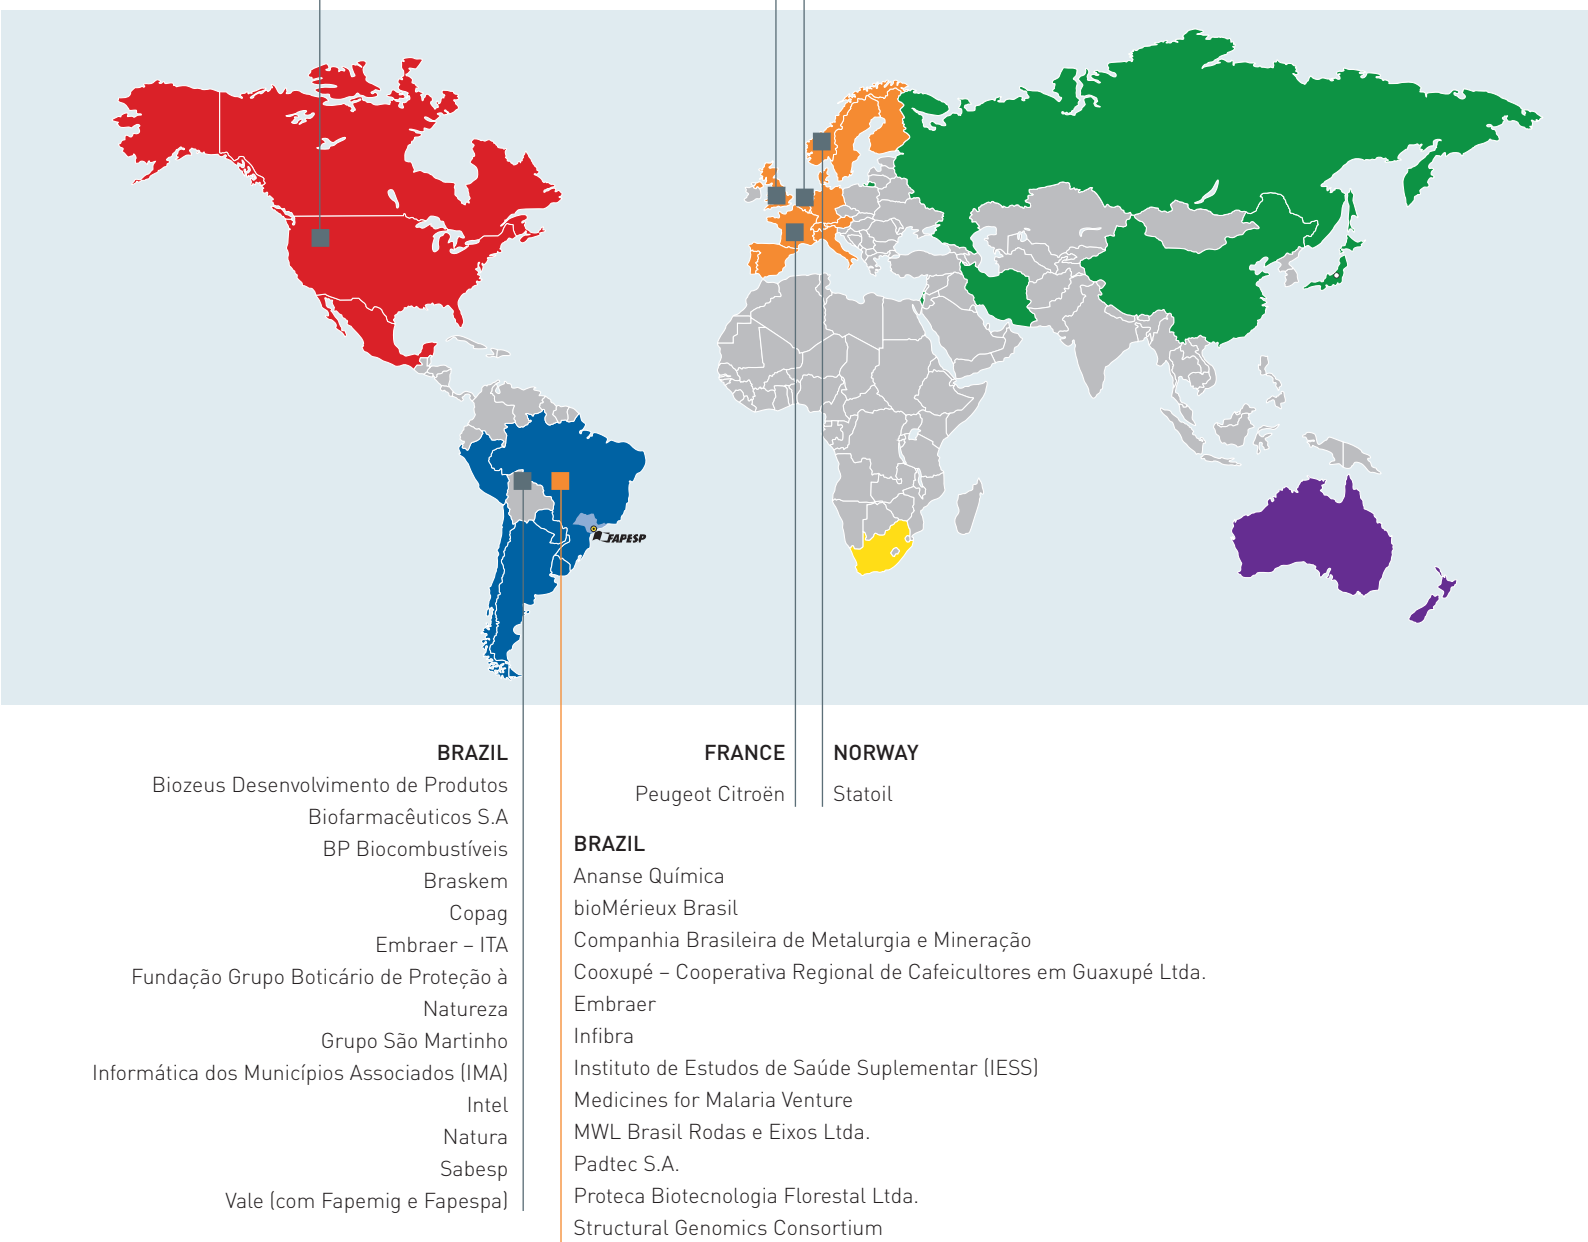 FAPESP
BRAZIL
Biozeus Desenvolvimento de Produtos
Biofarmacêuticos S.A
BP Biocombustíveis
Braskem
Copag
Embraer – ITA
Fundação Grupo Boticário de Proteção à
Natureza
Grupo São Martinho
Informática dos Municípios Associados (IMA)
Intel
Natura
Sabesp
Vale (com Fapemig e Fapespa)
FRANCE
Peugeot Citroën
NORWAY
Statoil
BRAZIL
Ananse Química
bioMérieux Brasil
Companhia Brasileira de Metalurgia e Mineração
Cooxupé – Cooperativa Regional de Cafeicultores em Guaxupé Ltda.
Embraer
Infibra
Instituto de Estudos de Saúde Suplementar (IESS)
Medicines for Malaria Venture
MWL Brasil Rodas e Eixos Ltda.
Padtec S.A.
Proteca Biotecnologia Florestal Ltda.
Structural Genomics Consortium